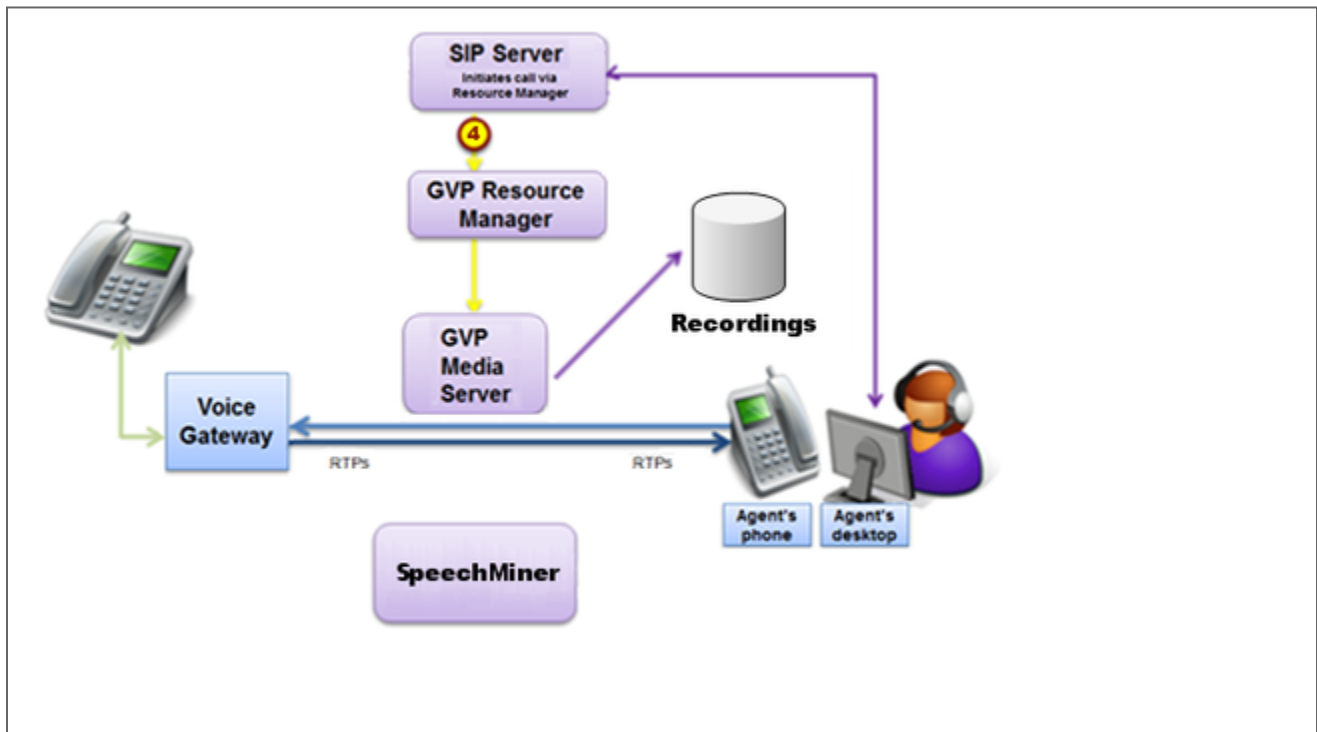 SIP Server
Initiates call via
Resource Manager
4
GVP Resource
Manager
Recordings
GVP
Media
Server
Voice
Gateway
RTPs
RTPs
Agent's
phone
Agent's
desktop
SpeechMiner